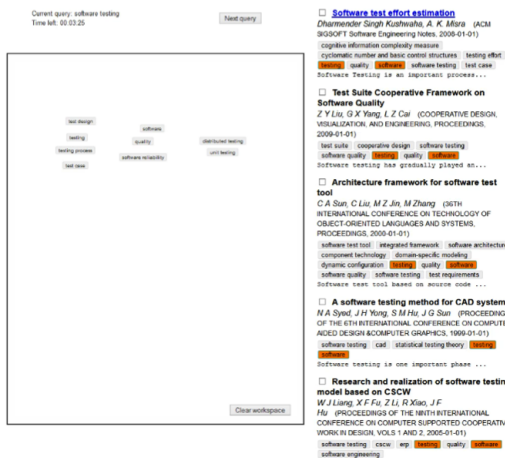 Current query: software testing
Time left: 00:03:25
Next query
test design
software
testing
quality
distributed testing
testing process
unit testing
software reliability
test case
Clear workspace
Software test effort estimation
Dharmender Singh Kushwaha, A. K. Misra (ACM
SIGSOFT Software Engineering Notes, 2008-01-01)
cognitive information complexity measure
cyclomatic number and basic control structures testing effort
testing quality software software testing test case
Software Testing is an important process...
Test Suite Cooperative Framework on
Software Quality
Z Y Liu, G X Yang, L Z Cai (COOPERATIVE DESIGN,
VISUALIZATION, AND ENGINEERING, PROCEEDINGS,
2009-01-01)
test suite cooperative design software testing
software quality testing quality software
Software testing has gradually played an...
Architecture framework for software test
tool
C A Sun, C Liu, M Z Jin, M Zhang (36TH
INTERNATIONAL CONFERENCE ON TECHNOLOGY OF
OBJECT-ORIENTED LANGUAGES AND SYSTEMS,
PROCEEDINGS, 2000-01-01)
software test tool integrated framework software architecture
component technology domain-specific modeling
dynamic configuration testing quality software
software quality software testing test requirements
Software test tool based on source code ...
A software testing method for CAD system
N A Syed, J H Yong, S M Hu, J G Sun (PROCEEDING
OF THE 6TH INTERNATIONAL CONFERENCE ON COMPUTE
AIDED DESIGN &COMPUTER GRAPHICS, 1999-01-01)
software testing cad statistical testing theory testing
software
Software testing is one important phase ...
Research and realization of software testin
model based on CSCW
W J Liang, X F Fu, Z Li, R Xiao, J F
Hu (PROCEEDINGS OF THE NINTH INTERNATIONAL
CONFERENCE ON COMPUTER SUPPORTED COOPERATIV
WORK IN DESIGN, VOLS 1 AND 2, 2005-01-01)
software testing cscw erp testing quality software
software engineering